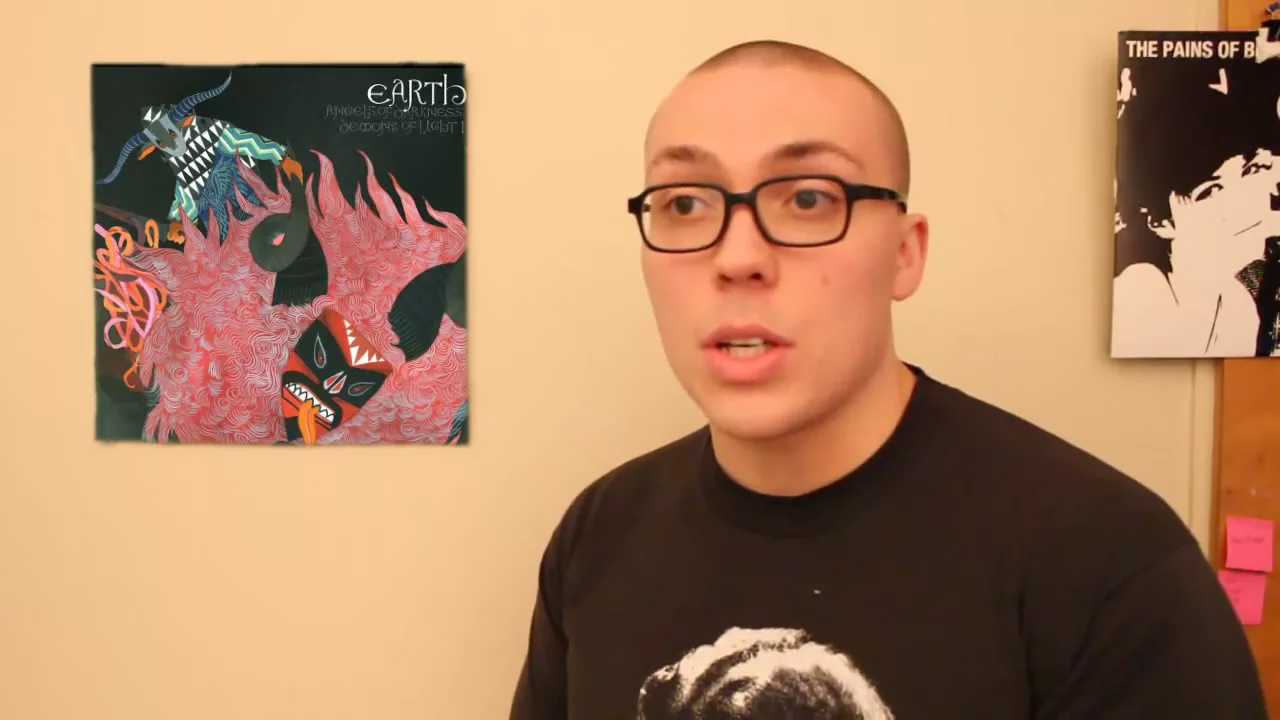 EARTH
ANGELS OF DARKNESS
DEMONS OF LIGHT I
THE PAINS OF B